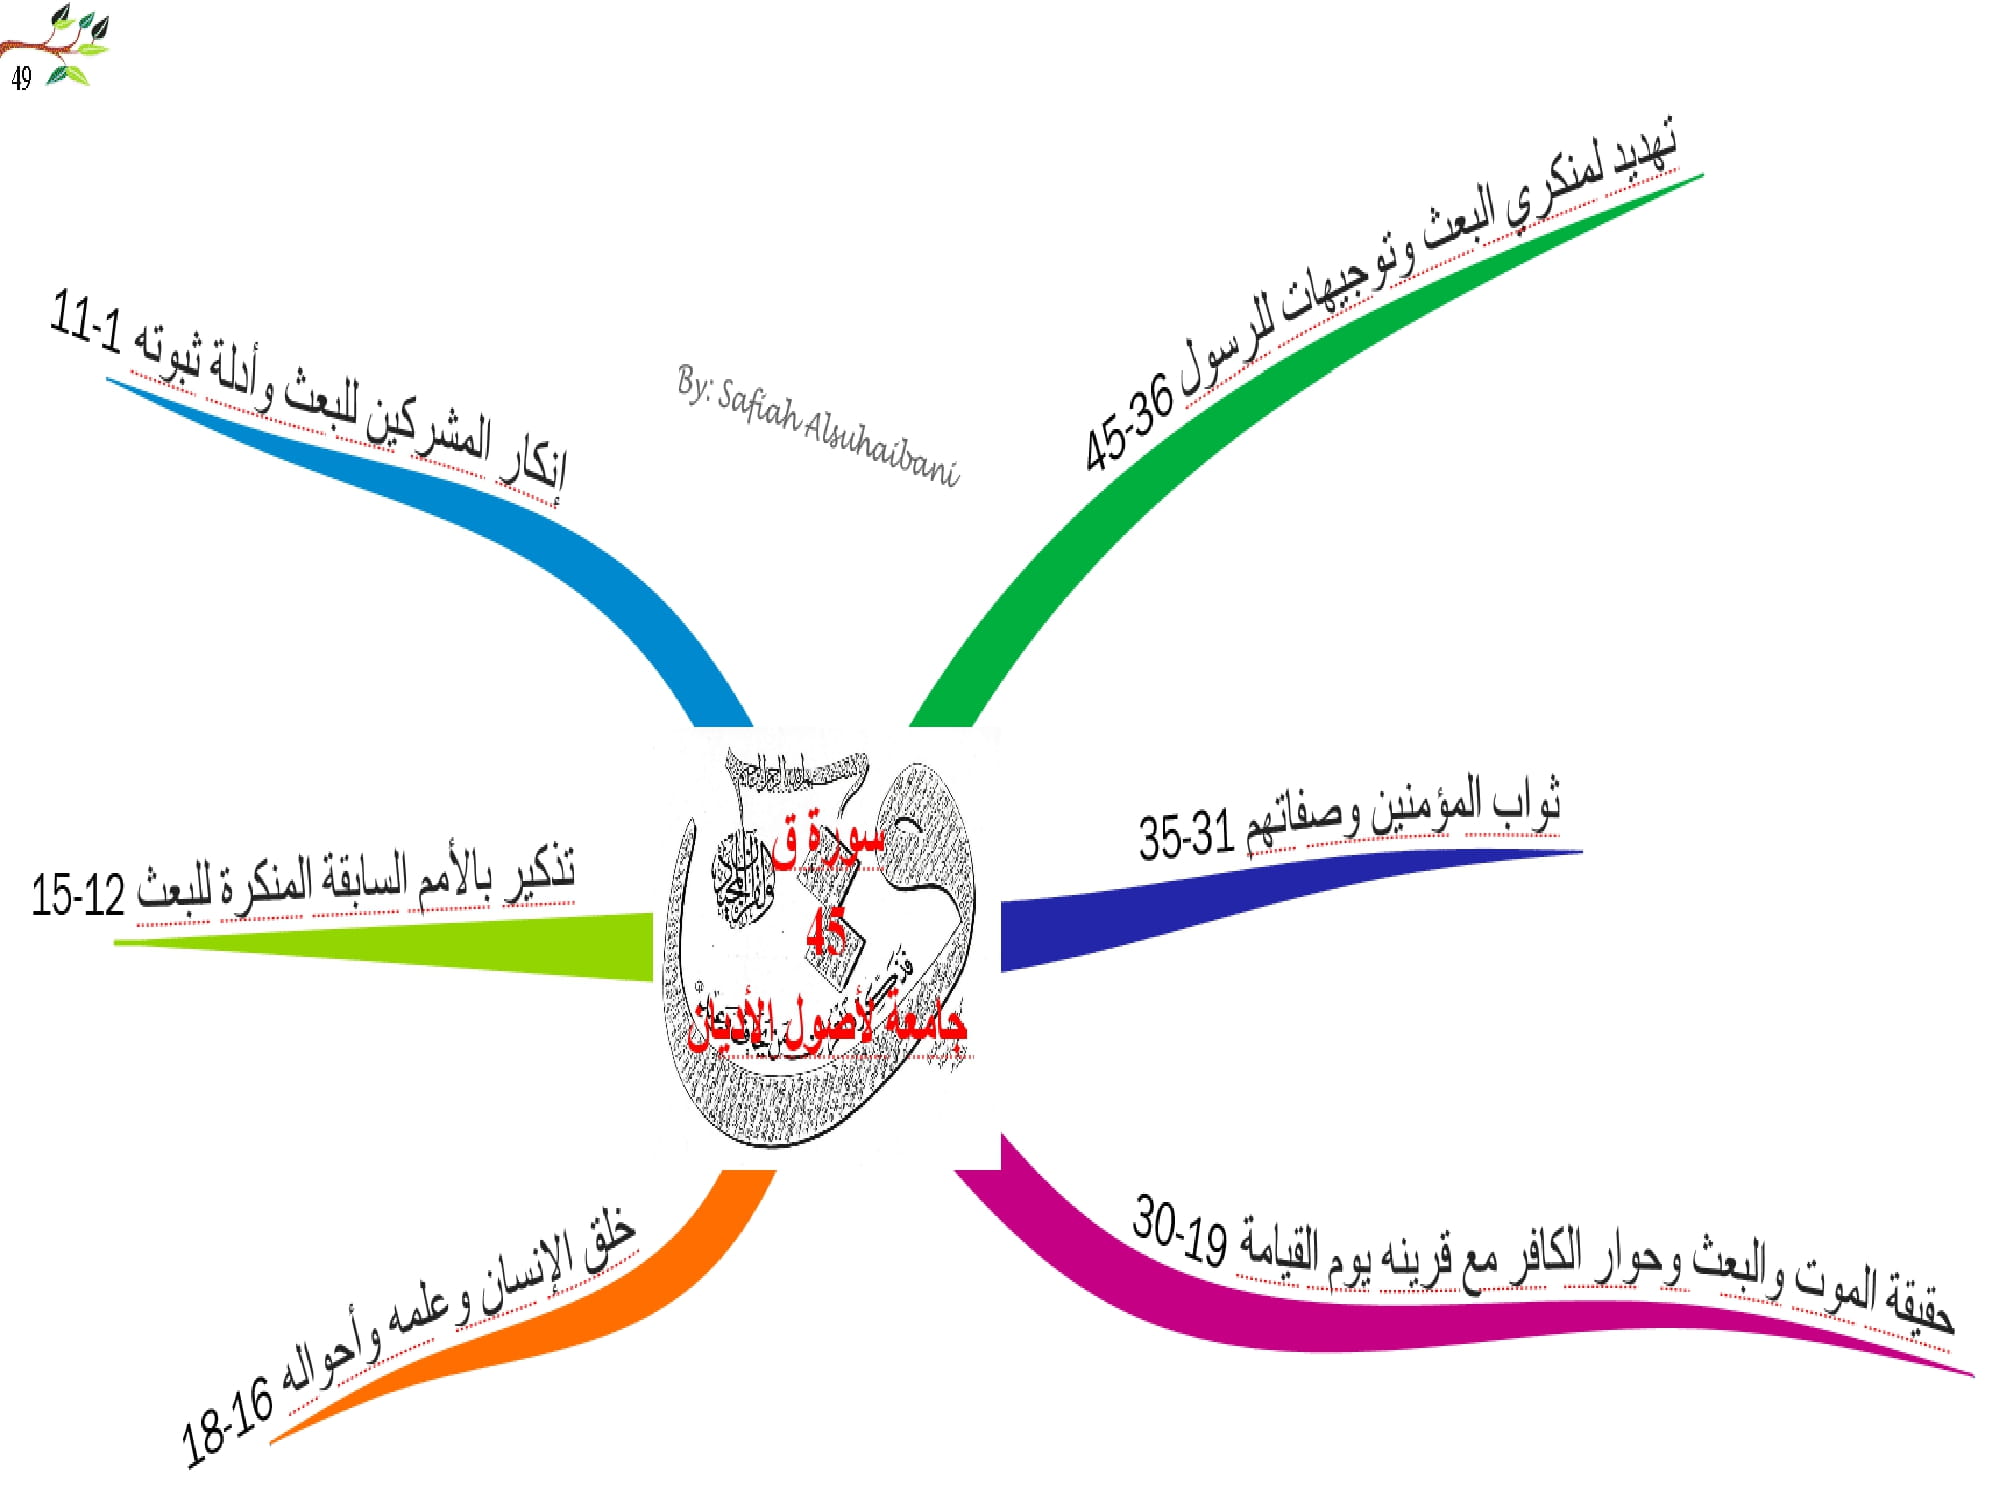 49
تهديد لمنكري البعث وتوجيهات للرسول 36-45
إنكار المشركين للبعث وأدلة ثبوته 1-11
By: Safiah Alsuhaibani
ثواب المؤمنين وصفاتهم 31-35
سورة ق
45
جامعة لأصول الأديان
تذكير بالأمم السابقة المنكرة للبعث 12-15
حقيقة الموت والبعث وحوار الكافر مع قرينه يوم القيامة 19-30
خلق الإنسان وعلمه وأحواله 16-18